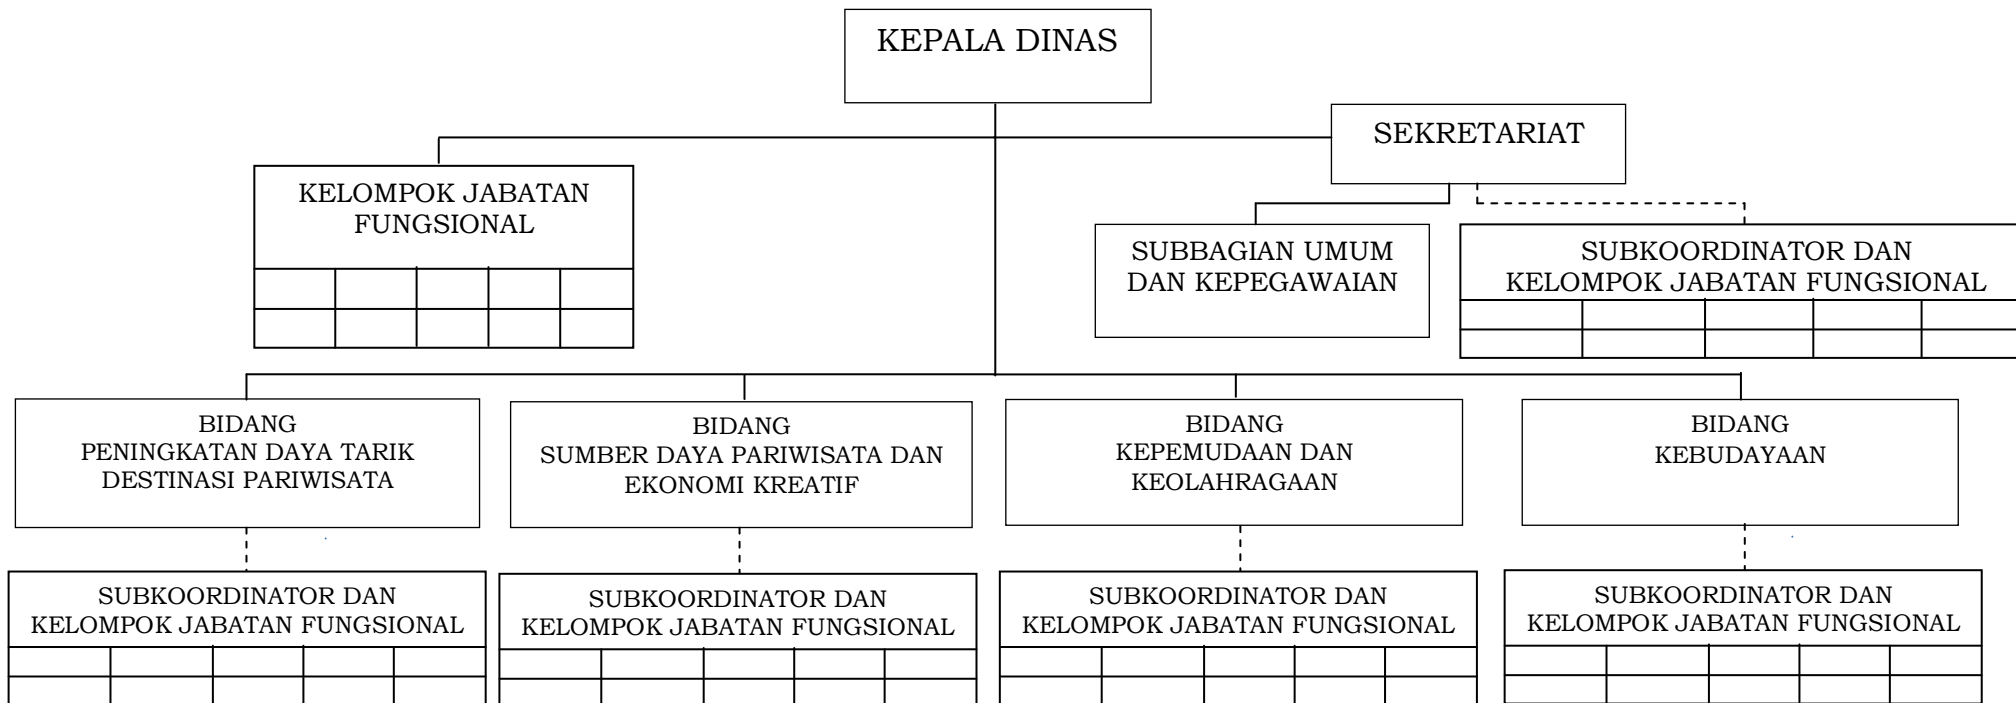 KEPALA DINAS
SEKRETARIAT
KELOMPOK JABATAN
FUNGSIONAL
SUBBAGIAN UMUM
DAN KEPEGAWAIAN
SUBKOORDINATOR DAN
KELOMPOK JABATAN FUNGSIONAL
BIDANG
PENINGKATAN DAYA TARIK
DESTINASI PARIWISATA
BIDANG
SUMBER DAYA PARIWISATA DAN
EKONOMI KREATIF
BIDANG
KEPEMUDAAN DAN
KEOLAHRAGAAN
BIDANG
KEBUDAYAAN
SUBKOORDINATOR DAN
KELOMPOK JABATAN FUNGSIONAL
SUBKOORDINATOR DAN
KELOMPOK JABATAN FUNGSIONAL
SUBKOORDINATOR DAN
KELOMPOK JABATAN FUNGSIONAL
SUBKOORDINATOR DAN
KELOMPOK JABATAN FUNGSIONAL